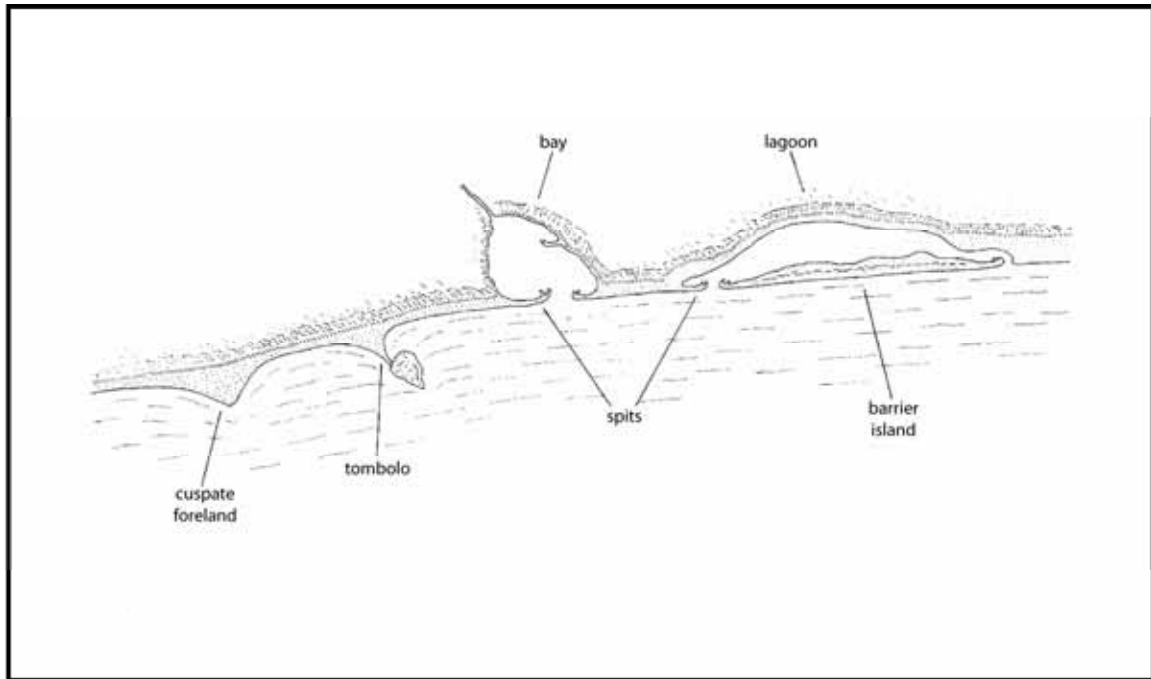 bay
lagoon
spits
barrier
island
tombolo
cuspate
foreland